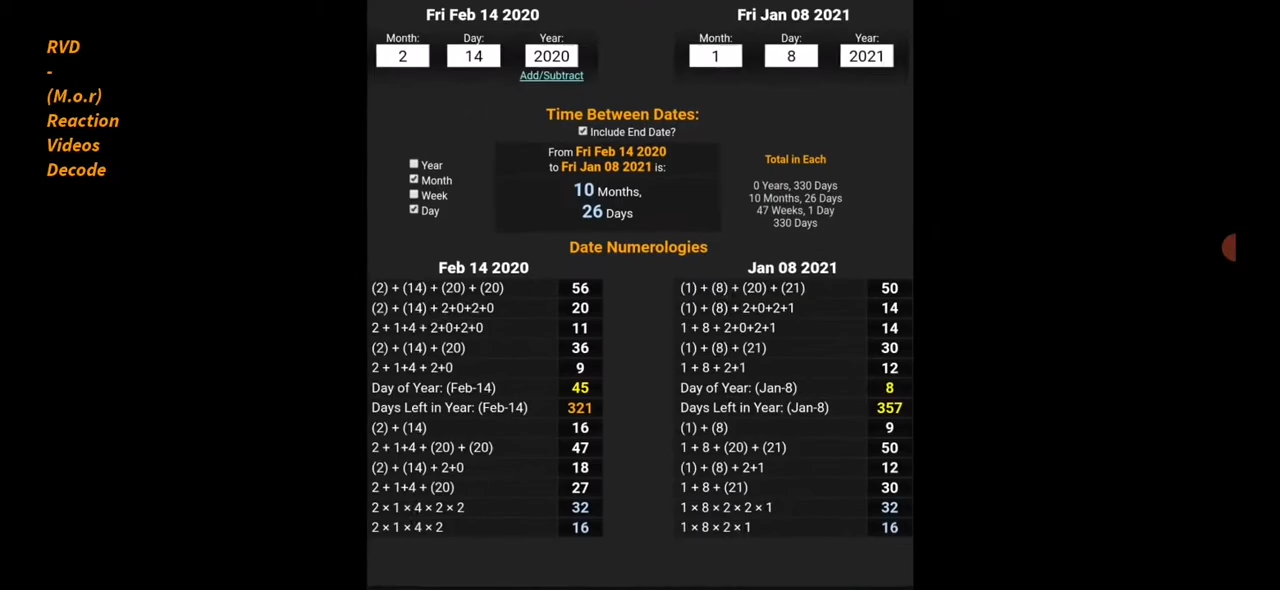 RVD
-
(M.o.r)
Reaction
Videos
Decode
Fri Feb 14 2020
Month: Day: Year:
2 14 2020
Add/Subtract
Fri Jan 08 2021
Month: Day: Year:
1 8 2021
Time Between Dates:
Include End Date?
Year
Month
Week
Day
From Fri Feb 14 2020
to Fri Jan 08 2021 is:
10 Months,
26 Days
Total in Each
0 Years, 330 Days
10 Months, 26 Days
47 Weeks, 1 Day
330 Days
Date Numerologies
Feb 14 2020
(2) + (14) + (20) + (20) 56
(2) + (14) + 2+0+2+0 20
2 + 1+4 + 2+0+2+0 11
(2) + (14) + (20) 36
2 + 1+4 + 2+0 9
Day of Year: (Feb-14) 45
Days Left in Year: (Feb-14) 321
(2) + (14) 16
2 + 1+4 + (20) + (20) 47
(2) + (14) + 2+0 18
2 + 1+4 + (20) 27
2 × 1 × 4 × 2 × 2 32
2 × 1 × 4 × 2 16
Jan 08 2021
(1) + (8) + (20) + (21) 50
(1) + (8) + 2+0+2+1 14
1 + 8 + 2+0+2+1 14
(1) + (8) + (21) 30
1 + 8 + 2+1 12
Day of Year: (Jan-8) 8
Days Left in Year: (Jan-8) 357
(1) + (8) 9
1 + 8 + (20) + (21) 50
(1) + (8) + 2+1 12
1 + 8 + (21) 30
1 × 8 × 2 × 2 × 1 32
1 × 8 × 2 × 1 16